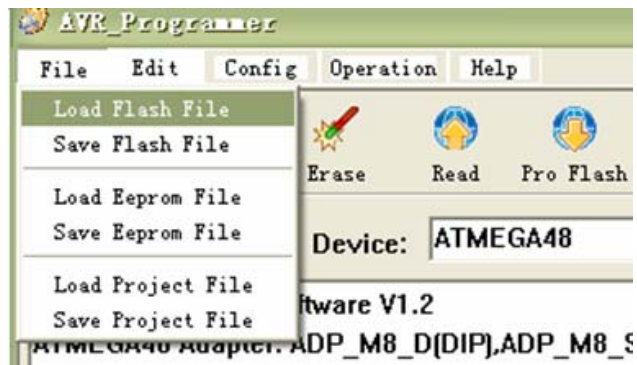 AVR_Programmer
File Edit Config Operation Help
Load Flash File
Save Flash File
Load Eeprom File
Save Eeprom File
Load Project File
Save Project File
Erase Read Pro Flash
Device: ATMEGA48
ftware V1.2
ATMEGA48 Adapter: ADP_M8_D(DIP),ADP_M8_S